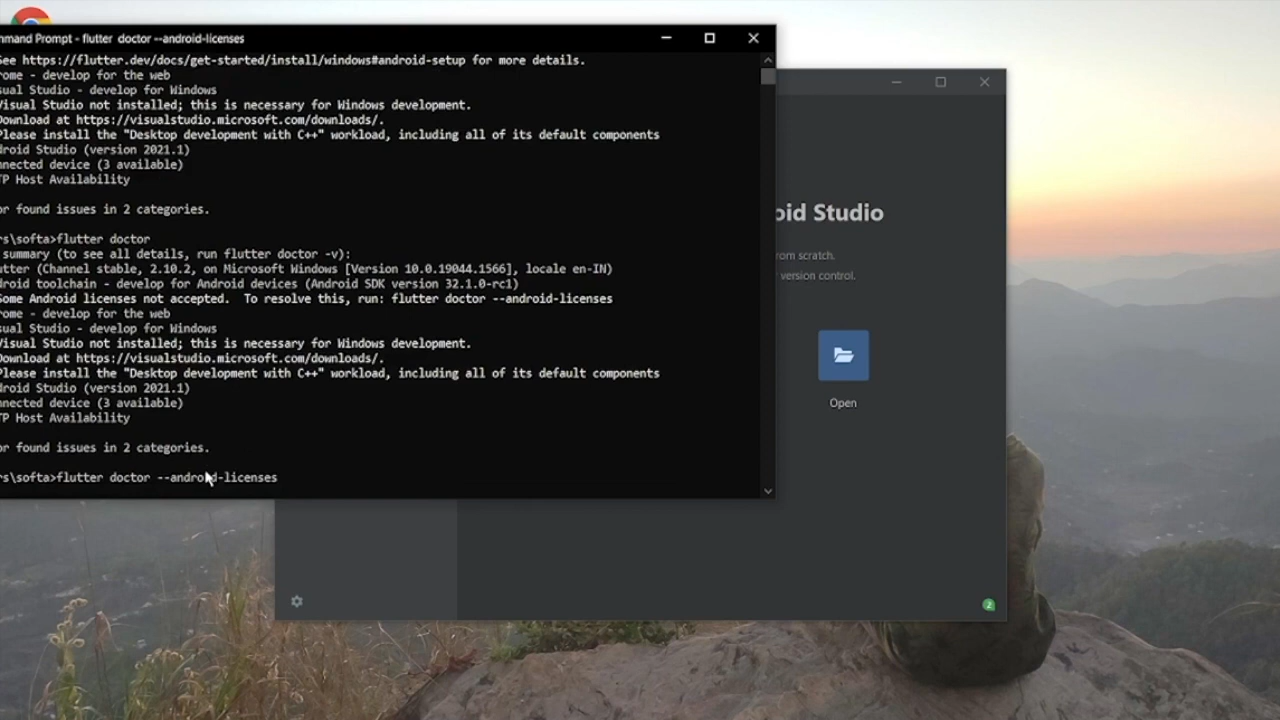 mmand Prompt - flutter doctor --android-licenses
See https://flutter.dev/docs/get-started/install/windows#android-setup for more details.
rome - develop for the web
sual Studio - develop for Windows
Visual Studio not installed; this is necessary for Windows development.
Download at https://visualstudio.microsoft.com/downloads/.
Please install the "Desktop development with C++" workload, including all of its default components
droid Studio (version 2021.1)
nnected device (3 available)
TP Host Availability
or found issues in 2 categories.
rs\softa>flutter doctor
summary (to see all details, run flutter doctor -v):
utter (Channel stable, 2.10.2, on Microsoft Windows [Version 10.0.19044.1566], locale en-IN)
droid toolchain - develop for Android devices (Android SDK version 32.1.0-rc1)
Some Android licenses not accepted.  To resolve this, run: flutter doctor --android-licenses
rome - develop for the web
sual Studio - develop for Windows
Visual Studio not installed; this is necessary for Windows development.
Download at https://visualstudio.microsoft.com/downloads/.
Please install the "Desktop development with C++" workload, including all of its default components
droid Studio (version 2021.1)
nnected device (3 available)
TP Host Availability
or found issues in 2 categories.
rs\softa>flutter doctor --android-licenses
oid Studio
rom scratch.
version control.
Open
2